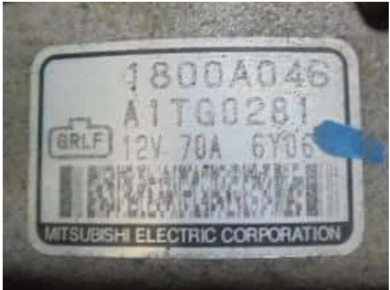 1800A046
A1TG0281
GRLF 12V 70A 6Y06
MITSUBISHI ELECTRIC CORPORATION